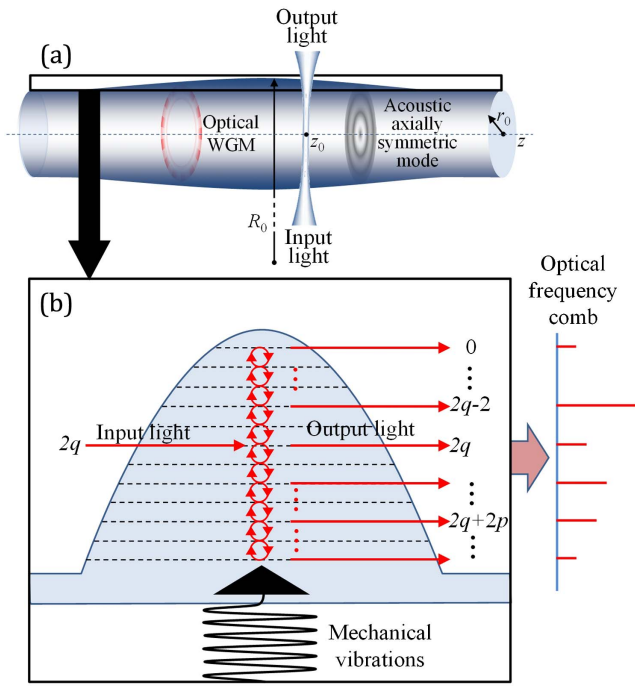 Output
light
(a)
Optical
WGM
z₀
Acoustic
axially
symmetric
mode
r₀
z
R₀
Input
light
(b)
Optical
frequency
comb
0
⋮
2q-2
2q
Input light
Output light
2q
⋮
2q+2p
⋮
Mechanical
vibrations